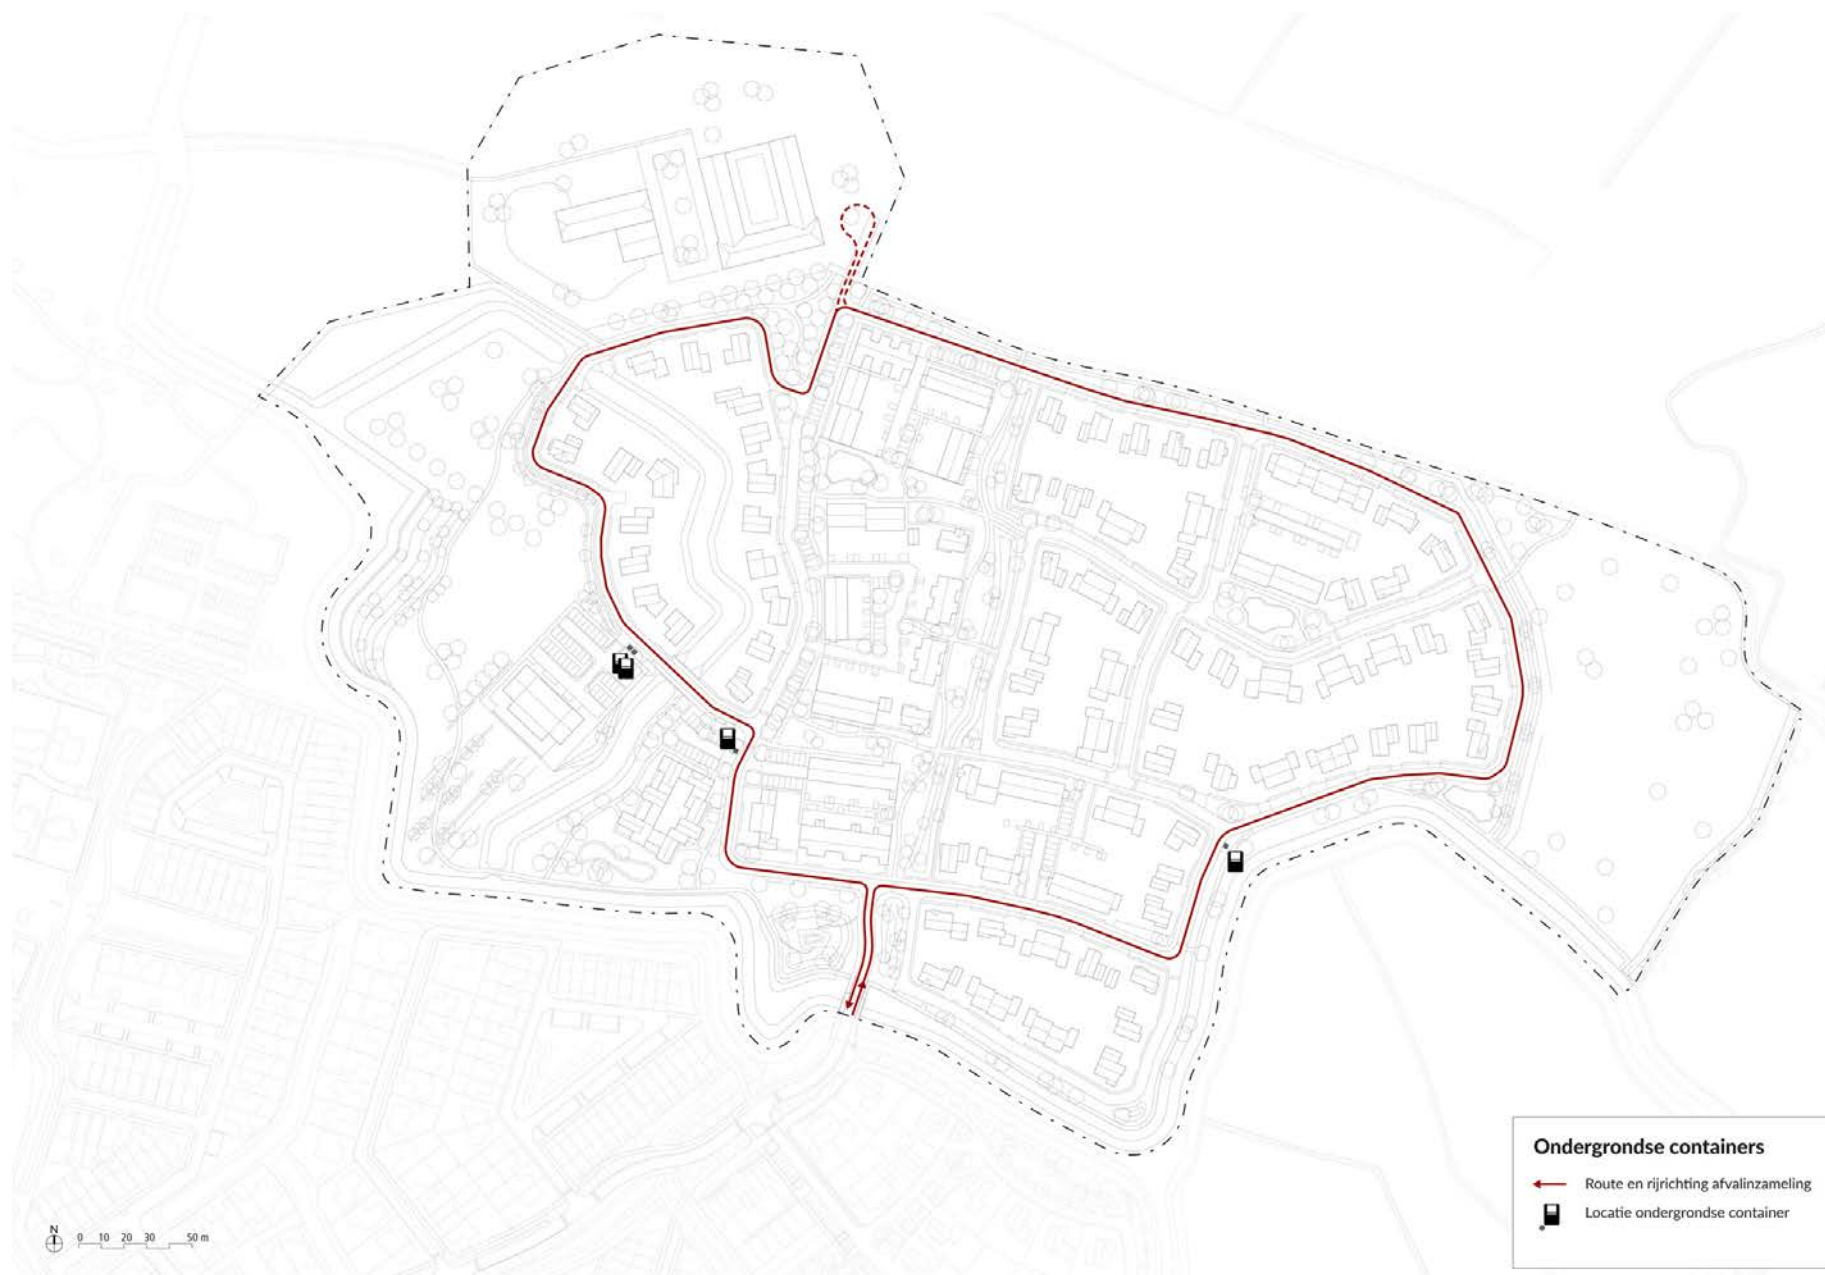 Ondergrondse containers
Route en rijrichting afvalinzameling
Locatie ondergrondse container
N
0 10 20 30 50 m